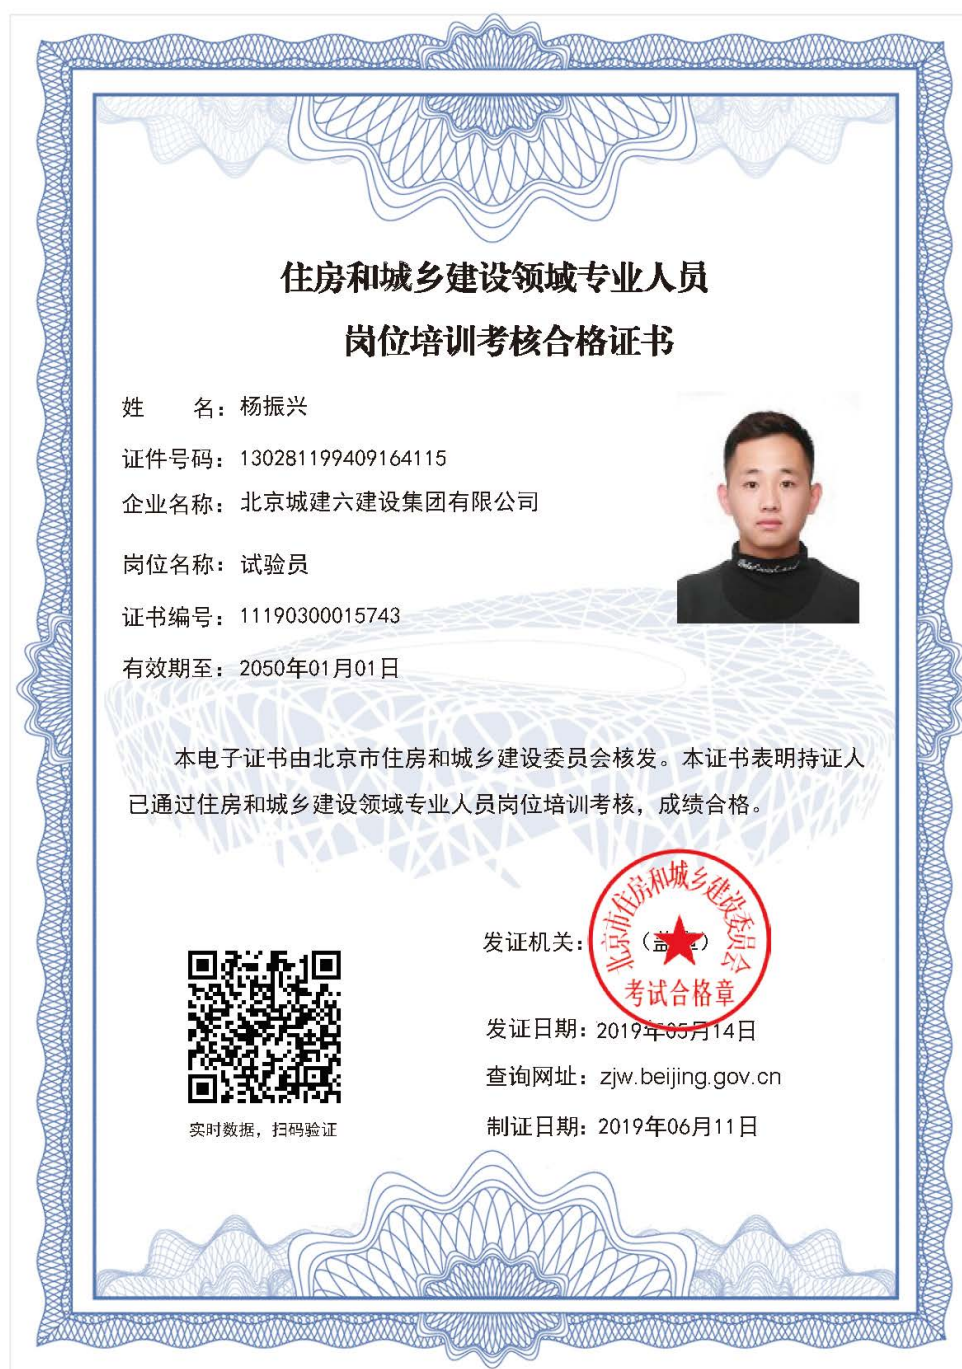 住房和城乡建设领域专业人员
岗位培训考核合格证书
姓 名：杨振兴
证件号码：130281199409164115
企业名称：北京城建六建设集团有限公司
岗位名称：试验员
证书编号：11190300015743
有效期至：2050年01月01日
本电子证书由北京市住房和城乡建设委员会核发。本证书表明持证人
已通过住房和城乡建设领域专业人员岗位培训考核，成绩合格。
北京市住房和城乡建设委员会
发证机关：（盖章）
考试合格章
发证日期：2019年05月14日
查询网址：zjw.beijing.gov.cn
制证日期：2019年06月11日
实时数据，扫码验证